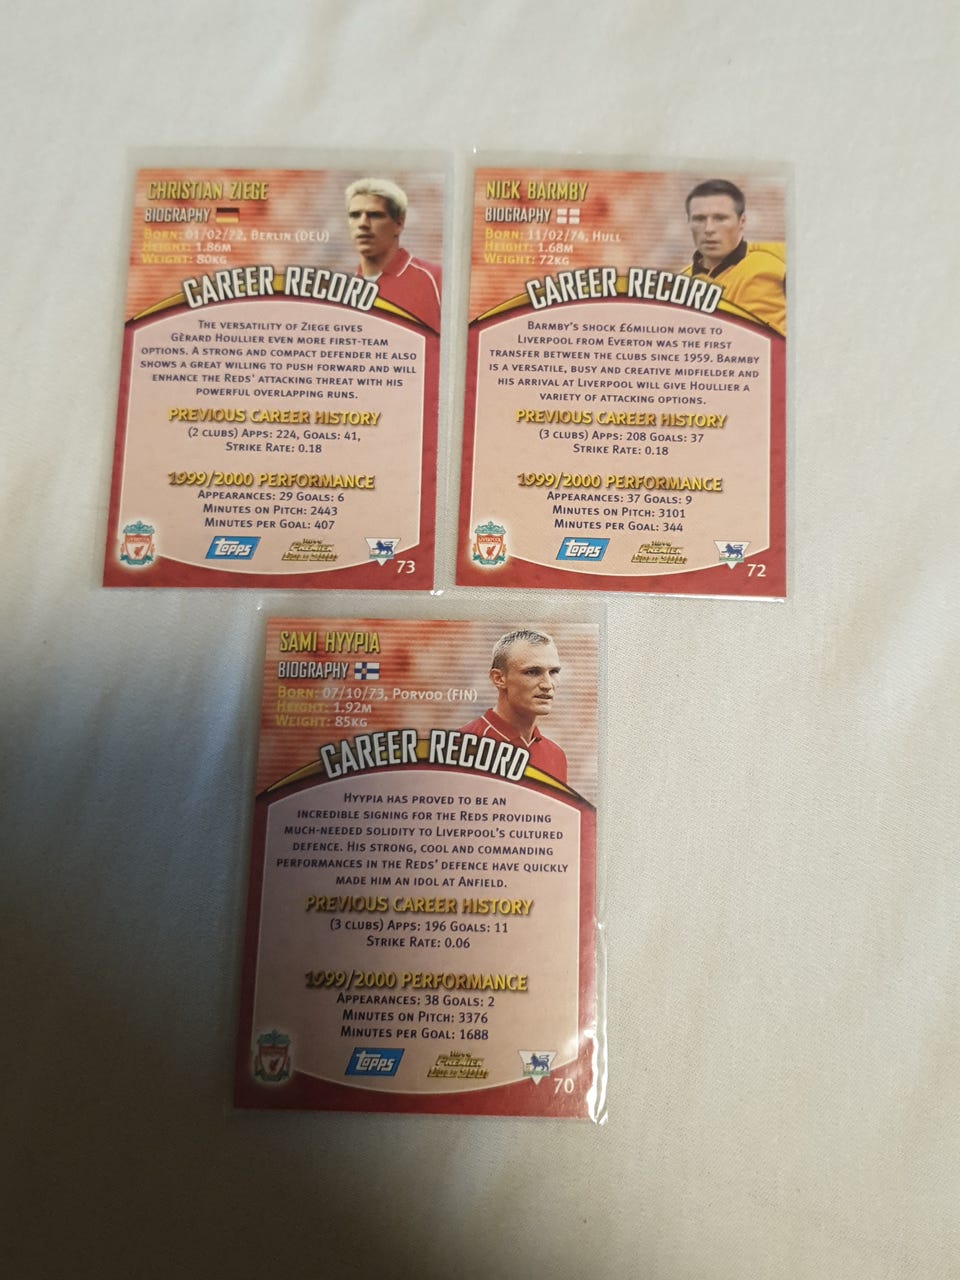 CHRISTIAN ZIEGE
BIOGRAPHY
BORN: 01/02/72, BERLIN (DEU)
HEIGHT: 1.86M
WEIGHT: 80KG
CAREER RECORD
THE VERSATILITY OF ZIEGE GIVES
GÈRARD HOULLIER EVEN MORE FIRST-TEAM
OPTIONS. A STRONG AND COMPACT DEFENDER HE ALSO
SHOWS A GREAT WILLING TO PUSH FORWARD AND WILL
ENHANCE THE REDS' ATTACKING THREAT WITH HIS
POWERFUL OVERLAPPING RUNS.
PREVIOUS CAREER HISTORY
(2 CLUBS) APPS: 224, GOALS: 41,
STRIKE RATE: 0.18
1999/2000 PERFORMANCE
APPEARANCES: 29 GOALS: 6
MINUTES ON PITCH: 2443
MINUTES PER GOAL: 407
TOPPS
PREMIER
GOLD
73
NICK BARMBY
BIOGRAPHY
BORN: 11/02/74, HULL
HEIGHT: 1.68M
WEIGHT: 72KG
CAREER RECORD
BARMBY'S SHOCK £6MILLION MOVE TO
LIVERPOOL FROM EVERTON WAS THE FIRST
TRANSFER BETWEEN THE CLUBS SINCE 1959. BARMBY
IS A VERSATILE, BUSY AND CREATIVE MIDFIELDER AND
HIS ARRIVAL AT LIVERPOOL WILL GIVE HOULLIER A
VARIETY OF ATTACKING OPTIONS.
PREVIOUS CAREER HISTORY
(3 CLUBS) APPS: 208 GOALS: 37
STRIKE RATE: 0.18
1999/2000 PERFORMANCE
APPEARANCES: 37 GOALS: 9
MINUTES ON PITCH: 3101
MINUTES PER GOAL: 344
TOPPS
PREMIER
GOLD
72
SAMI HYYPIA
BIOGRAPHY
BORN: 07/10/73, PORVOO (FIN)
HEIGHT: 1.92M
WEIGHT: 85KG
CAREER RECORD
HYYPIA HAS PROVED TO BE AN
INCREDIBLE SIGNING FOR THE REDS PROVIDING
MUCH-NEEDED SOLIDITY TO LIVERPOOL'S CULTURED
DEFENCE. HIS STRONG, COOL AND COMMANDING
PERFORMANCES IN THE REDS' DEFENCE HAVE QUICKLY
MADE HIM AN IDOL AT ANFIELD.
PREVIOUS CAREER HISTORY
(3 CLUBS) APPS: 196 GOALS: 11
STRIKE RATE: 0.06
1999/2000 PERFORMANCE
APPEARANCES: 38 GOALS: 2
MINUTES ON PITCH: 3376
MINUTES PER GOAL: 1688
TOPPS
PREMIER
GOLD
70